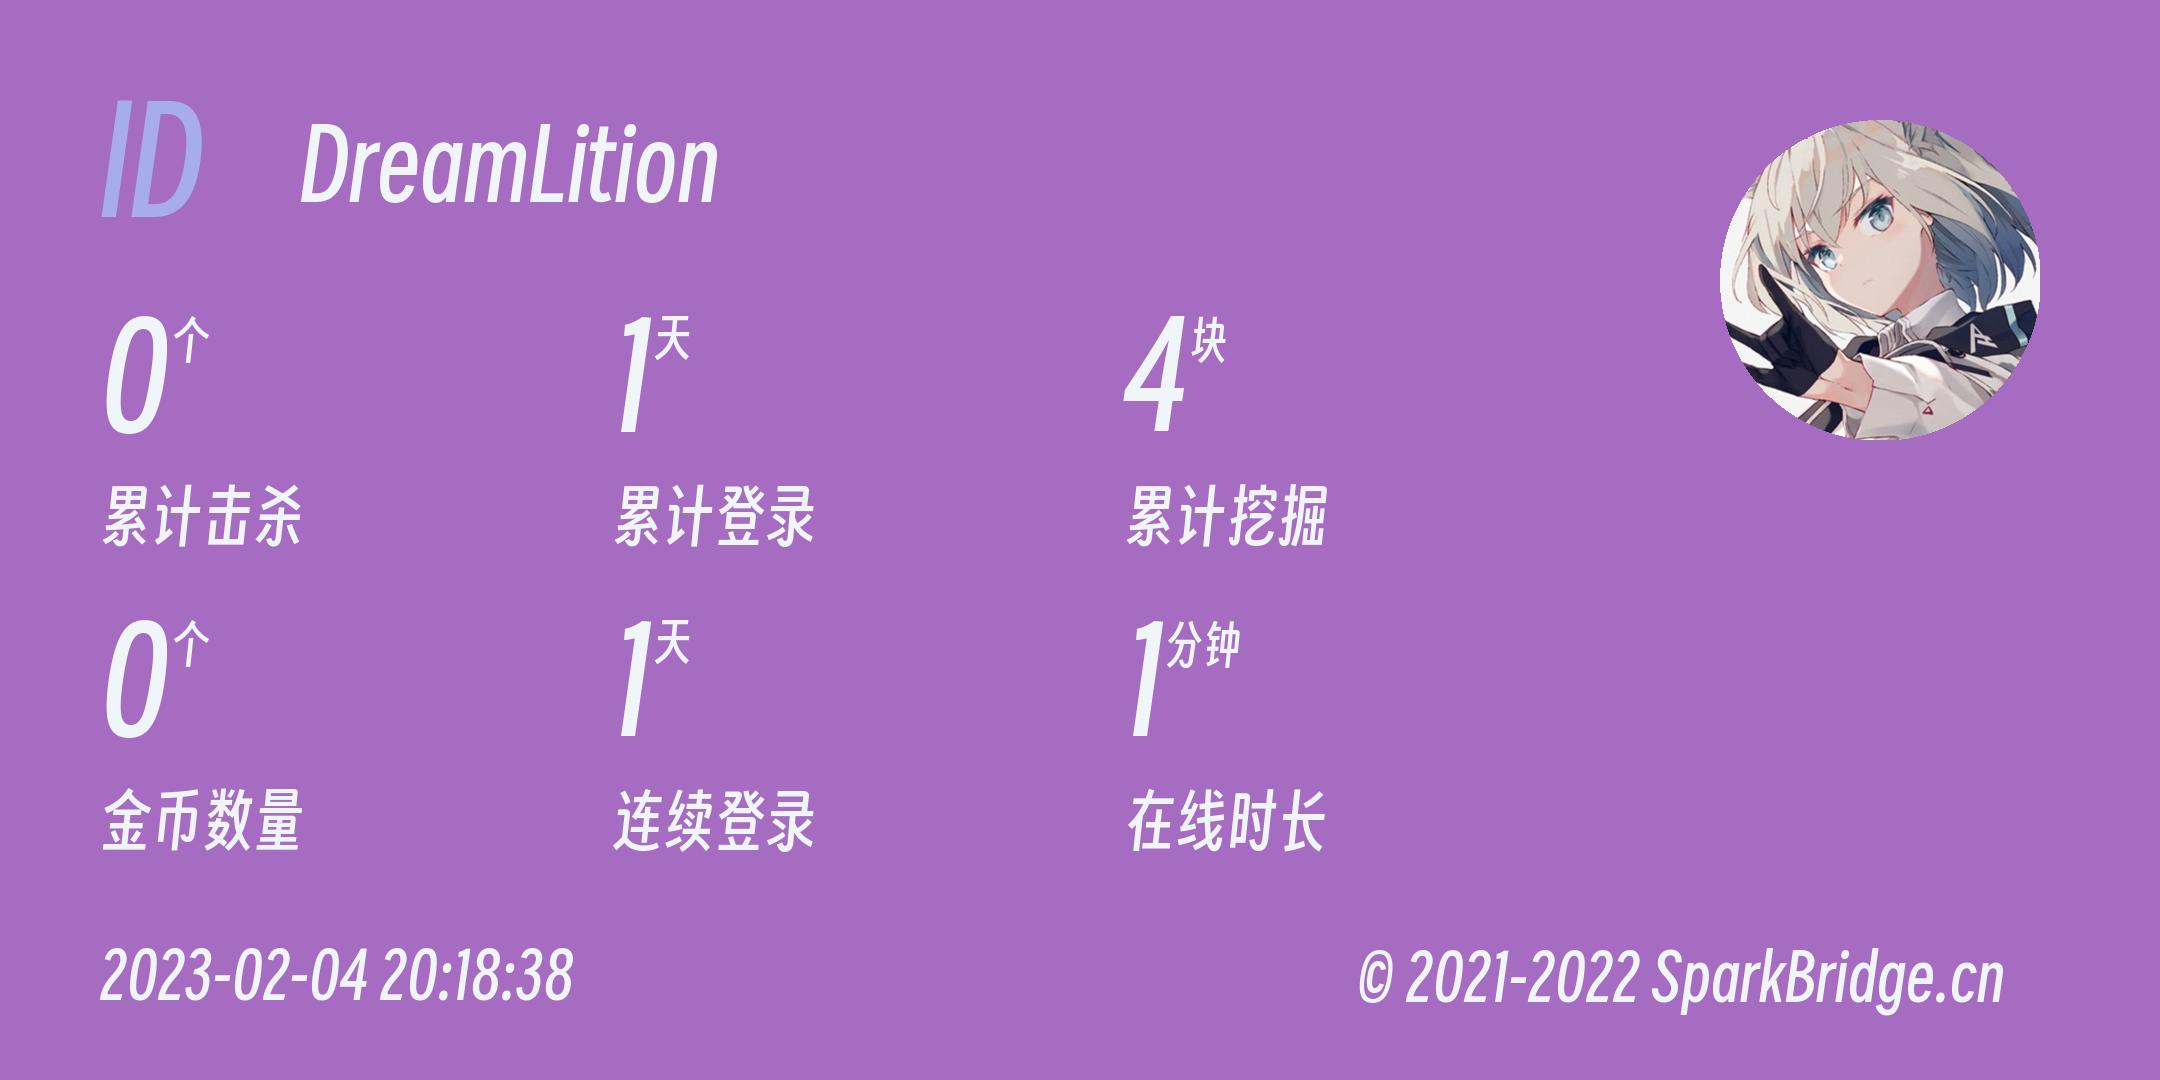 ID DreamLition
0个 1天 4块
累计击杀 累计登录 累计挖掘
0个 1天 1分钟
金币数量 连续登录 在线时长
2023-02-04 20:18:38 © 2021-2022 SparkBridge.cn